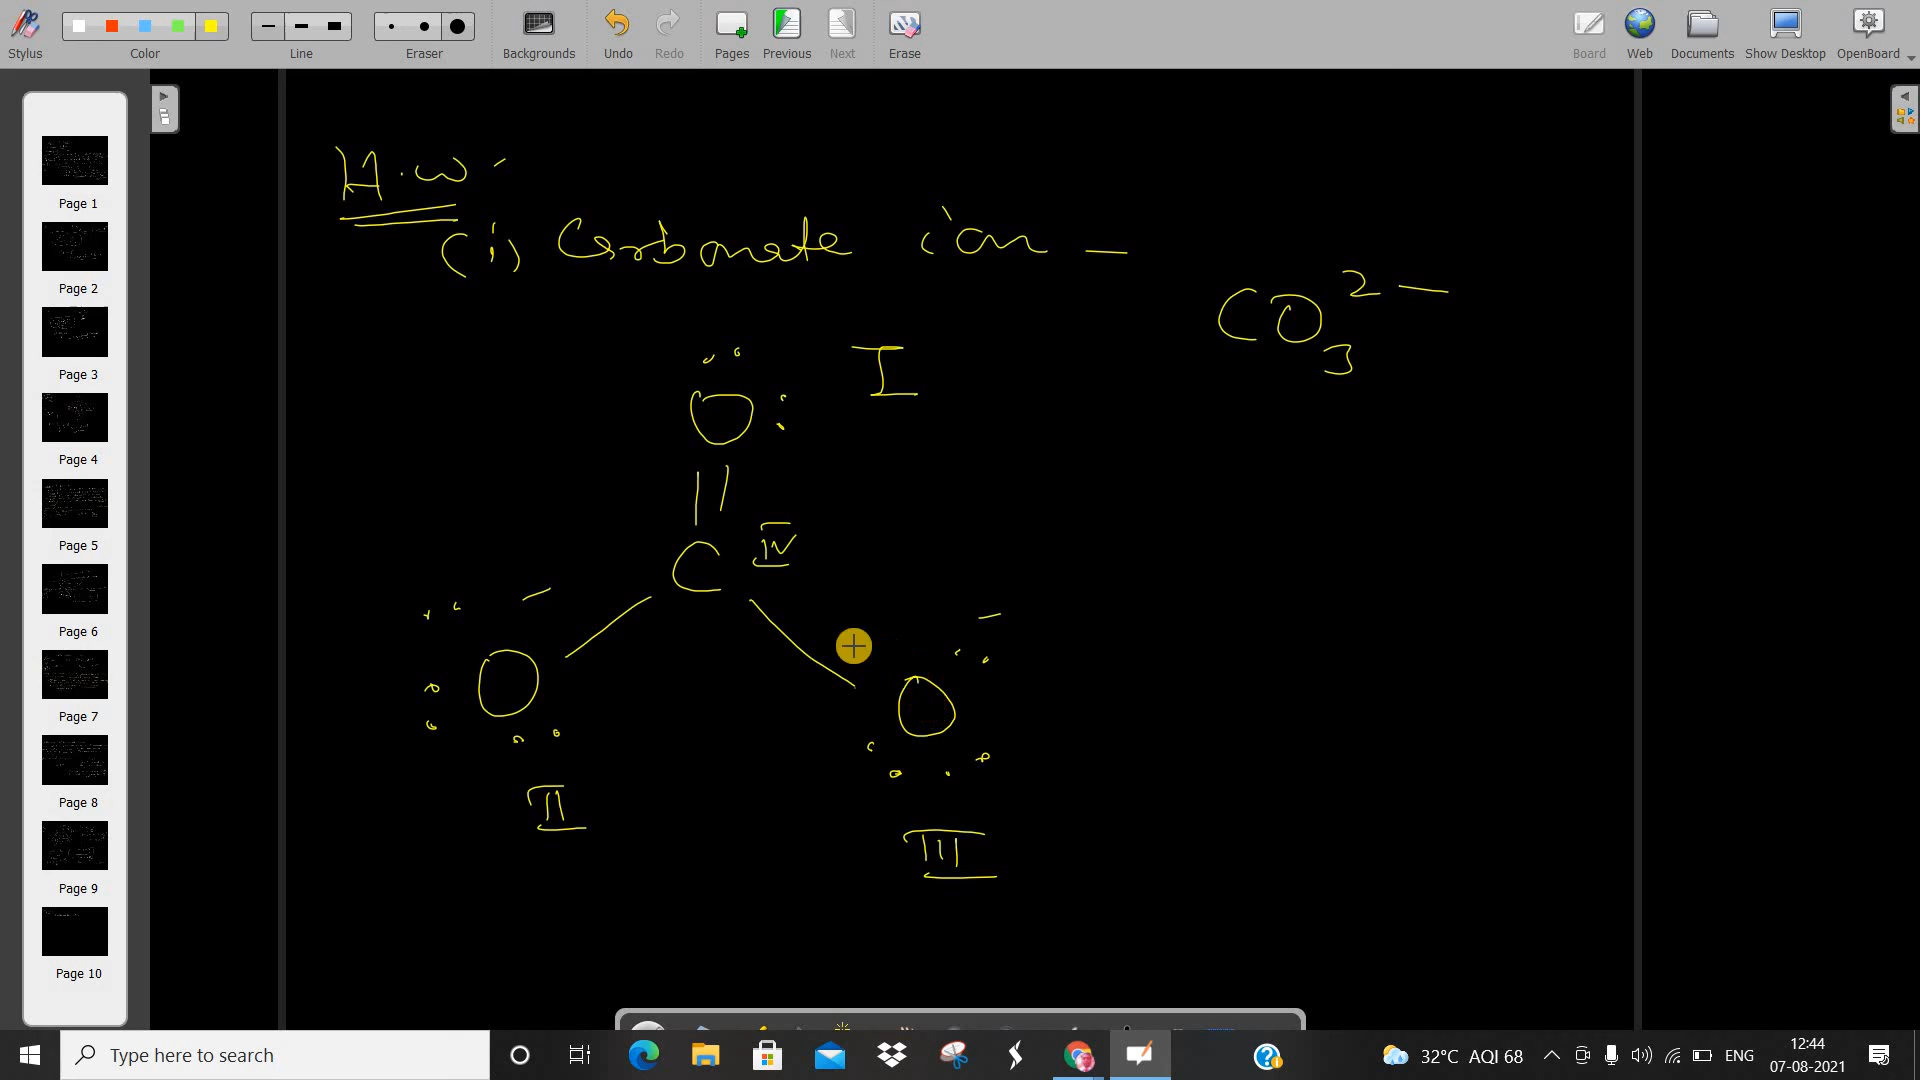 Stylus Color Line Eraser Backgrounds Undo Redo Pages Previous Next Erase Board Web Documents Show Desktop OpenBoard
Page 1
Page 2
Page 3
Page 4
Page 5
Page 6
Page 7
Page 8
Page 9
Page 10
H.W -
(i) Carbonate ion —
CO₃²⁻
I
O
C IV
O −
O −
II
III
Type here to search
32°C AQI 68
ENG
12:44
07-08-2021